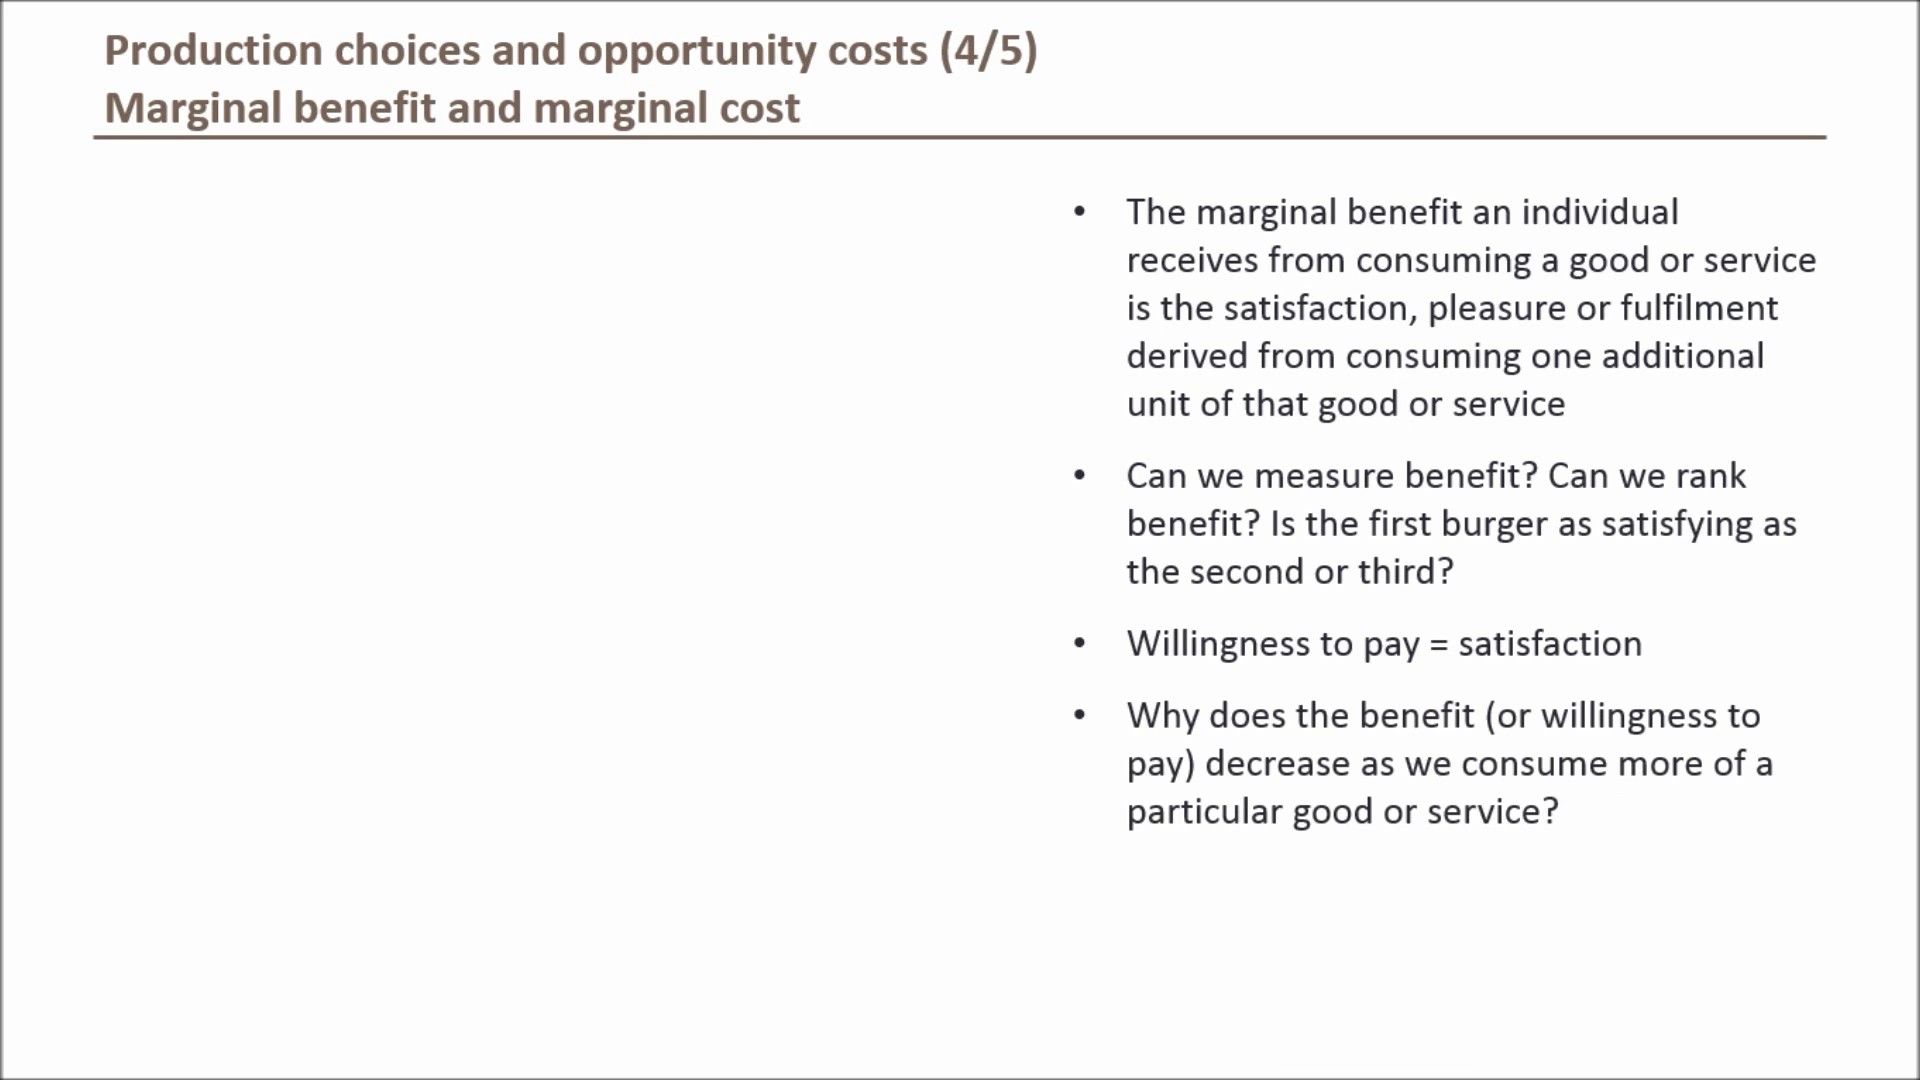 Production choices and opportunity costs (4/5)
Marginal benefit and marginal cost
• The marginal benefit an individual
receives from consuming a good or service
is the satisfaction, pleasure or fulfilment
derived from consuming one additional
unit of that good or service
• Can we measure benefit? Can we rank
benefit? Is the first burger as satisfying as
the second or third?
• Willingness to pay = satisfaction
• Why does the benefit (or willingness to
pay) decrease as we consume more of a
particular good or service?